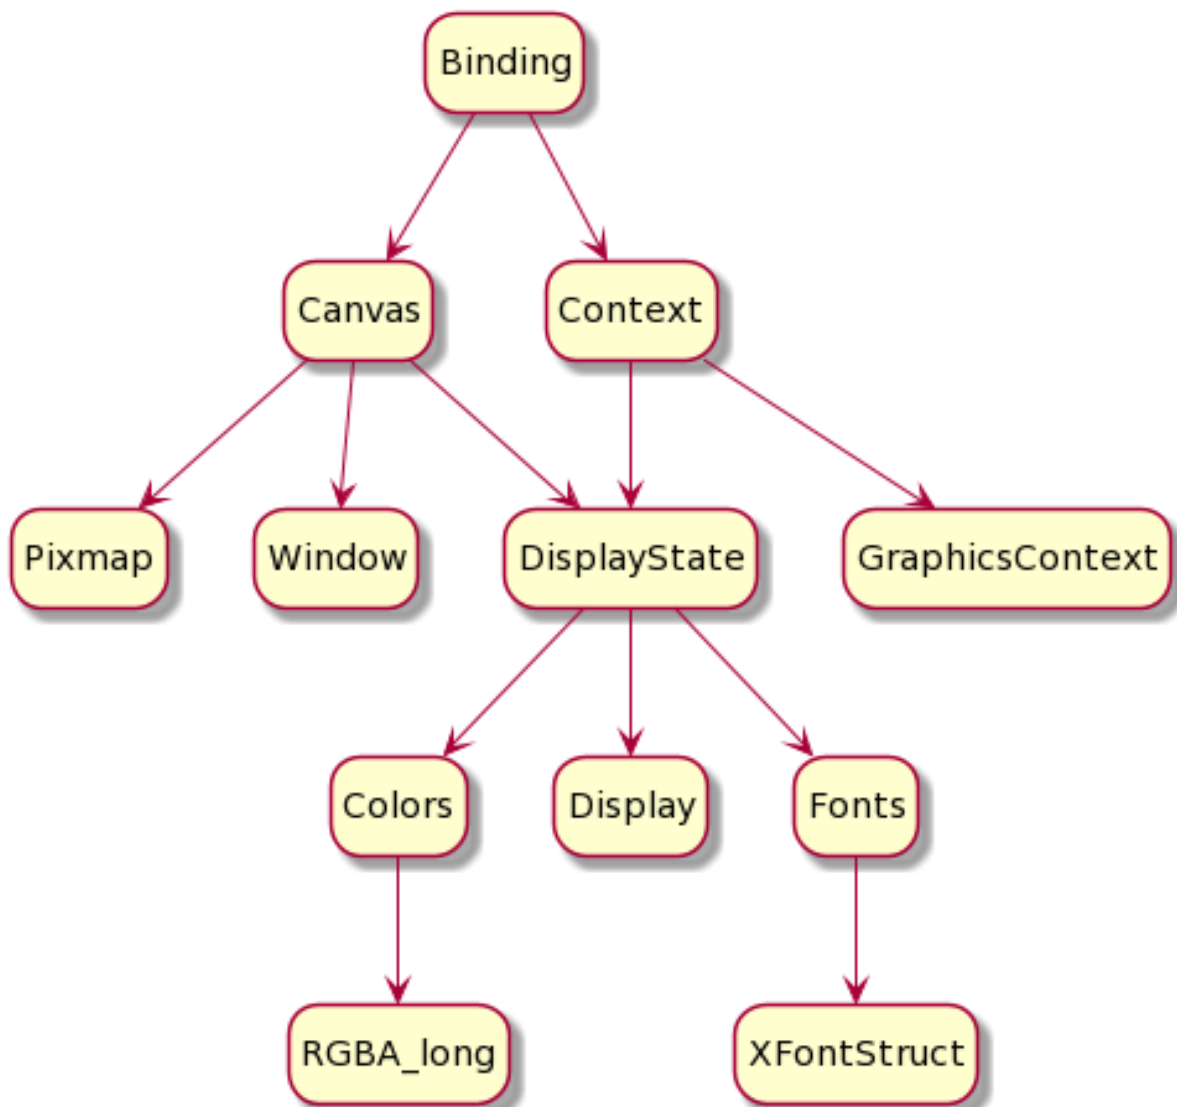 Binding
Canvas
Context
Pixmap
Window
DisplayState
GraphicsContext
Colors
Display
Fonts
RGBA_long
XFontStruct